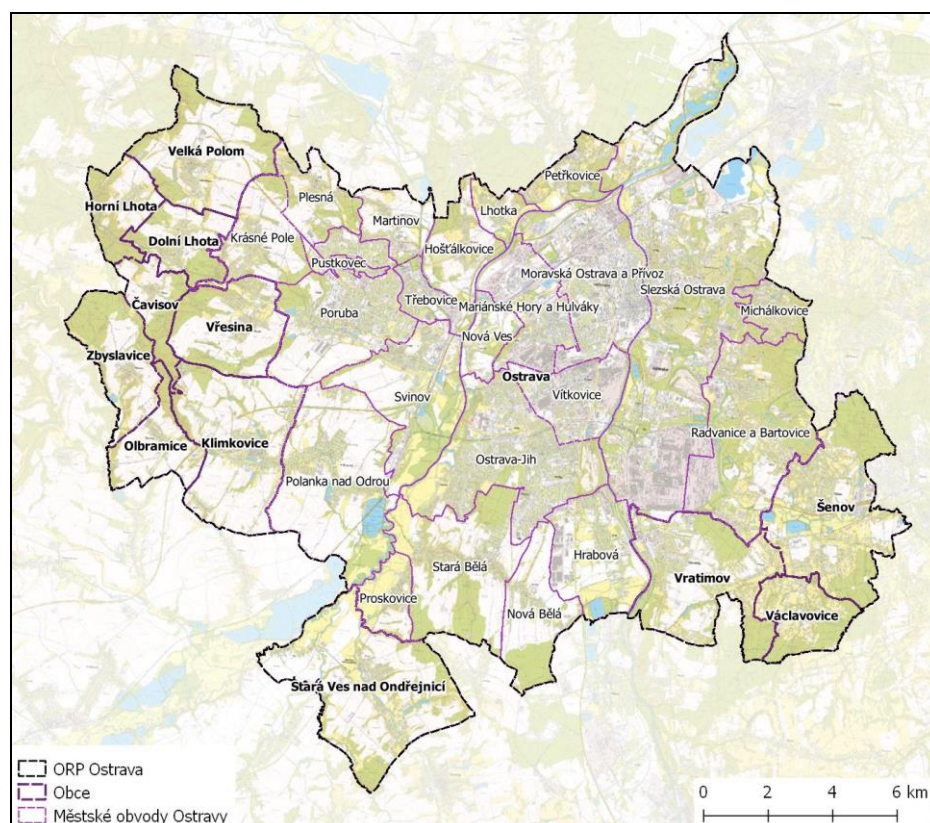 Velká Polom
Petřkovice
Plesná
Horní Lhota
Martinov
Lhotka
Dolní Lhota
Krásné Pole
Hošťálkovice
Pustkovec
Moravská Ostrava a Přívoz
Slezská Ostrava
Čavisov
Třebovice
Mariánské Hory a Hulváky
Michálkovice
Poruba
Vřesina
Nová Ves
Zbyslavice
Ostrava
Svinov
Vítkovice
Radvanice a Bartovice
Olbramice
Klimkovice
Ostrava-Jih
Polanka nad Odrou
Šenov
Hrabová
Stará Bělá
Vratimov
Proskovice
Nová Bělá
Václavovice
Stará Ves nad Ondřejnicí
ORP Ostrava
Obce
Městské obvody Ostravy
0 2 4 6 km